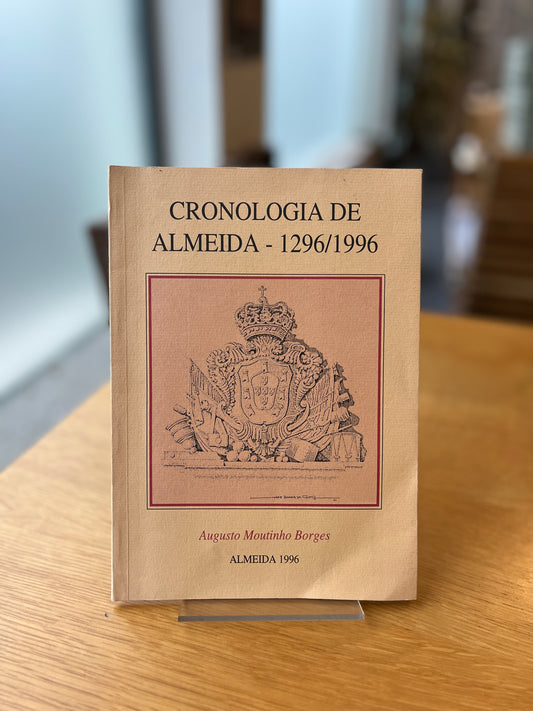 CRONOLOGIA DE
ALMEIDA - 1296/1996
Augusto Moutinho Borges
ALMEIDA 1996